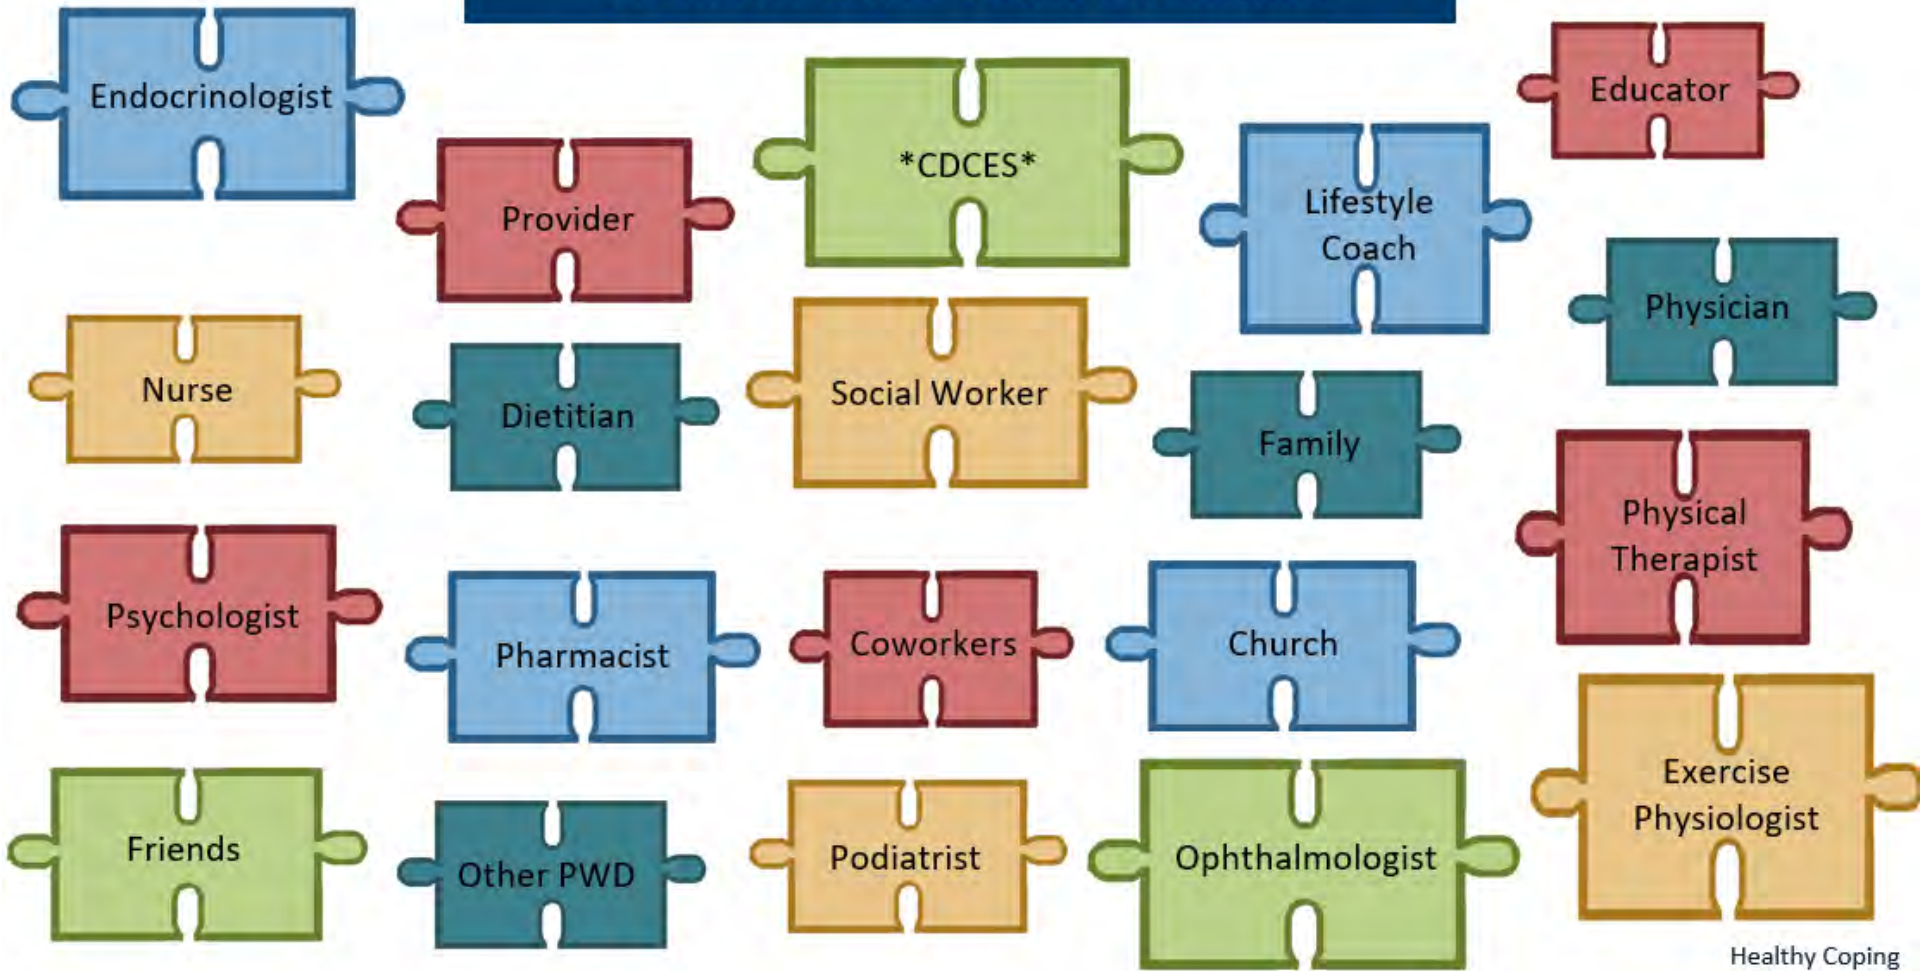 Endocrinologist
Provider
*CDCES*
Lifestyle
Coach
Educator
Nurse
Dietitian
Social Worker
Family
Physician
Psychologist
Pharmacist
Coworkers
Church
Physical
Therapist
Friends
Other PWD
Podiatrist
Ophthalmologist
Exercise
Physiologist
Healthy Coping